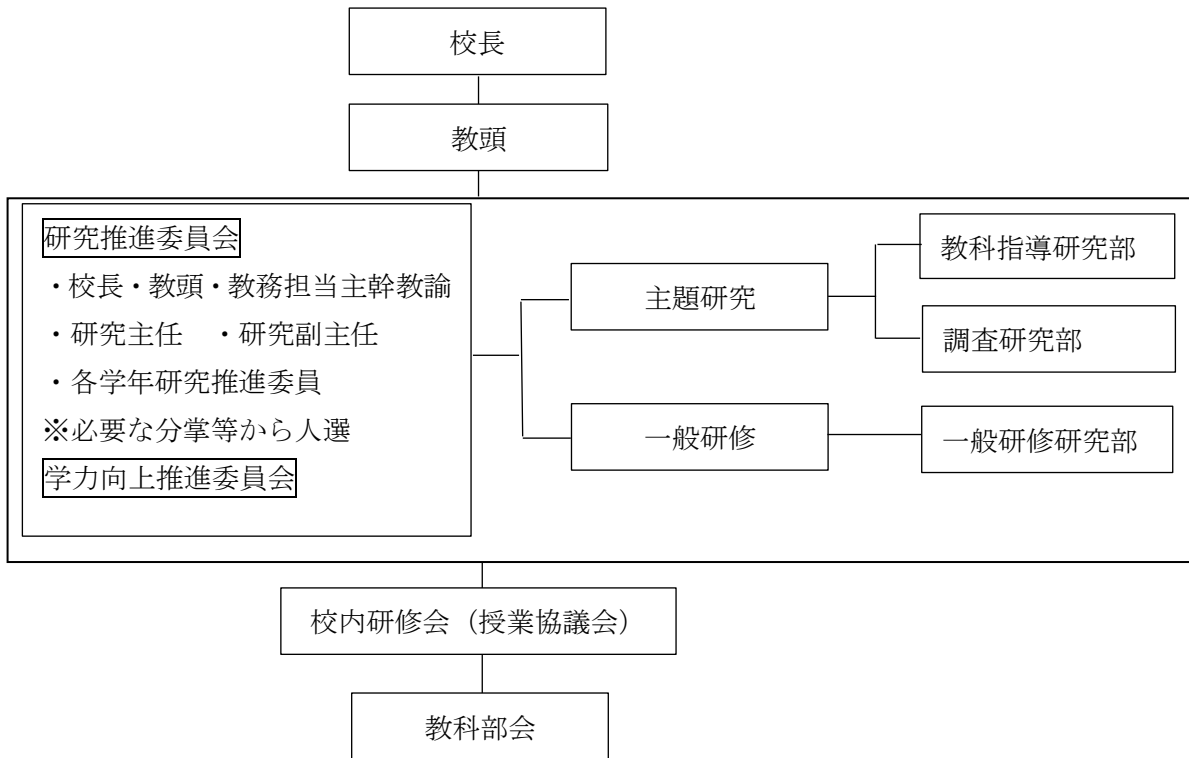 校長
教頭
研究推進委員会
・校長・教頭・教務担当主幹教諭
・研究主任　・研究副主任
・各学年研究推進委員
※必要な分掌等から人選
学力向上推進委員会
主題研究
一般研修
教科指導研究部
調査研究部
一般研修研究部
校内研修会（授業協議会）
教科部会